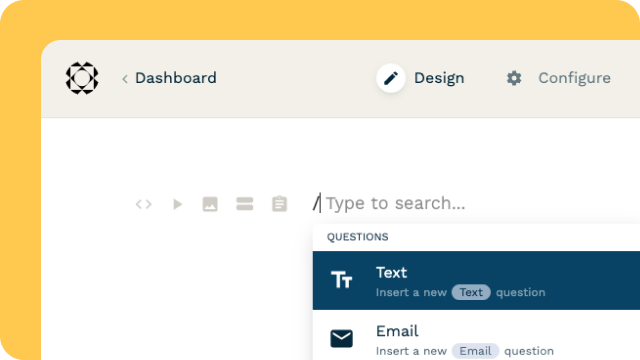 Dashboard
Design
Configure
/Type to search...
QUESTIONS
Text
Insert a new Text question
Email
Insert a new Email question